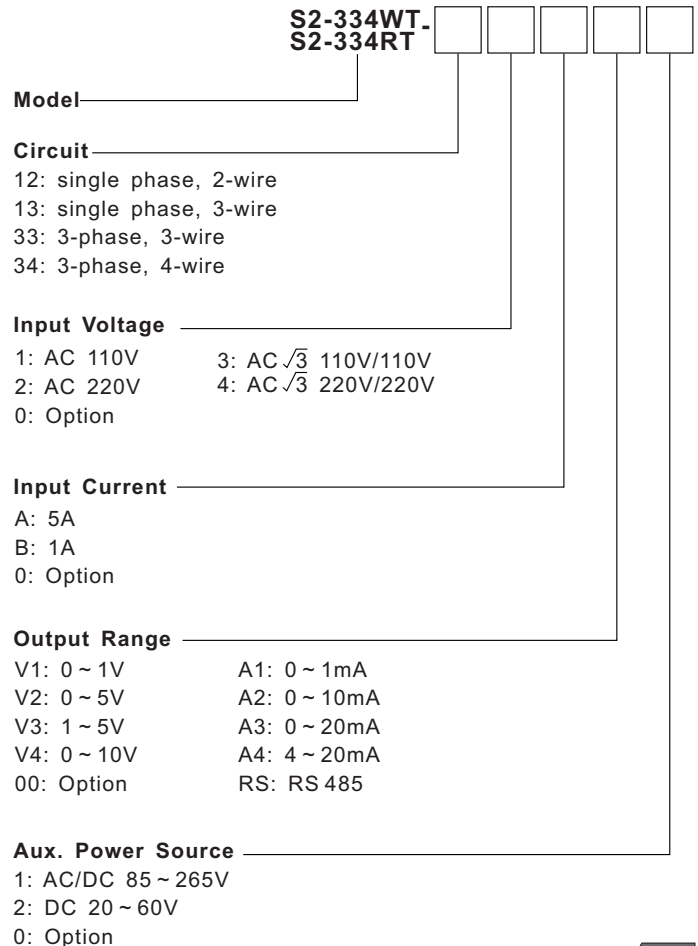 S2-334WT-
S2-334RT
Model
Circuit
12: single phase, 2-wire
13: single phase, 3-wire
33: 3-phase, 3-wire
34: 3-phase, 4-wire
Input Voltage
1: AC 110V
2: AC 220V
0: Option
3: AC √3 110V/110V
4: AC √3 220V/220V
Input Current
A: 5A
B: 1A
0: Option
Output Range
V1: 0 ~ 1V
V2: 0 ~ 5V
V3: 1 ~ 5V
V4: 0 ~ 10V
00: Option
A1: 0 ~ 1mA
A2: 0 ~ 10mA
A3: 0 ~ 20mA
A4: 4 ~ 20mA
RS: RS 485
Aux. Power Source
1: AC/DC 85 ~ 265V
2: DC 20 ~ 60V
0: Option